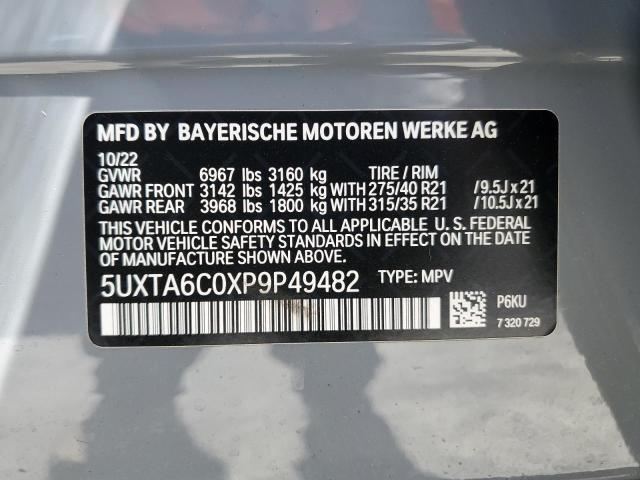 MFD BY BAYERISCHE MOTOREN WERKE AG
10/22
GVWR 6967 lbs 3160 kg TIRE / RIM
GAWR FRONT 3142 lbs 1425 kg WITH 275/40 R21 /9.5J x 21
GAWR REAR 3968 lbs 1800 kg WITH 315/35 R21 /10.5J x 21
THIS VEHICLE CONFORMS TO ALL APPLICABLE U. S. FEDERAL
MOTOR VEHICLE SAFETY STANDARDS IN EFFECT ON THE DATE
OF MANUFACTURE SHOWN ABOVE.
5UXTA6C0XP9P49482 TYPE: MPV
P6KU
7 320 729